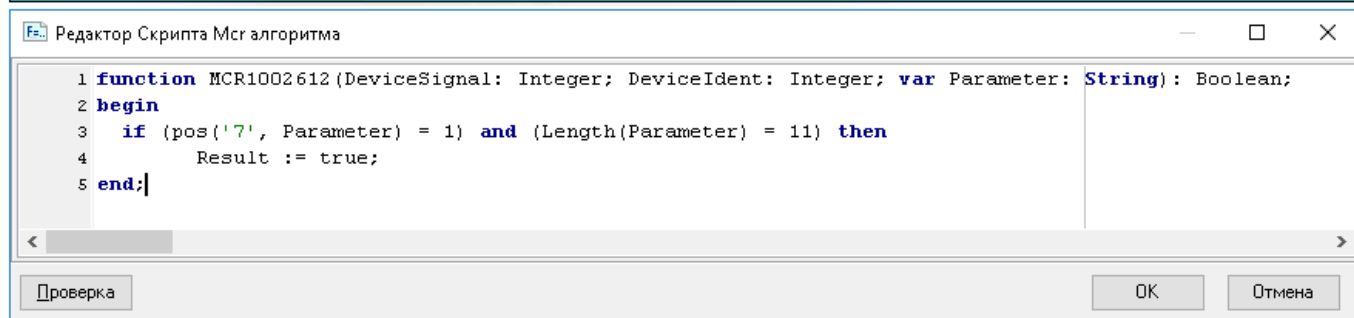 F=.. Редактор Скрипта Mcr алгоритма
1 function MCR1002612(DeviceSignal: Integer; DeviceIdent: Integer; var Parameter: String): Boolean;
2 begin
3 if (pos('7', Parameter) = 1) and (Length(Parameter) = 11) then
4 Result := true;
5 end;
Проверка OK Отмена